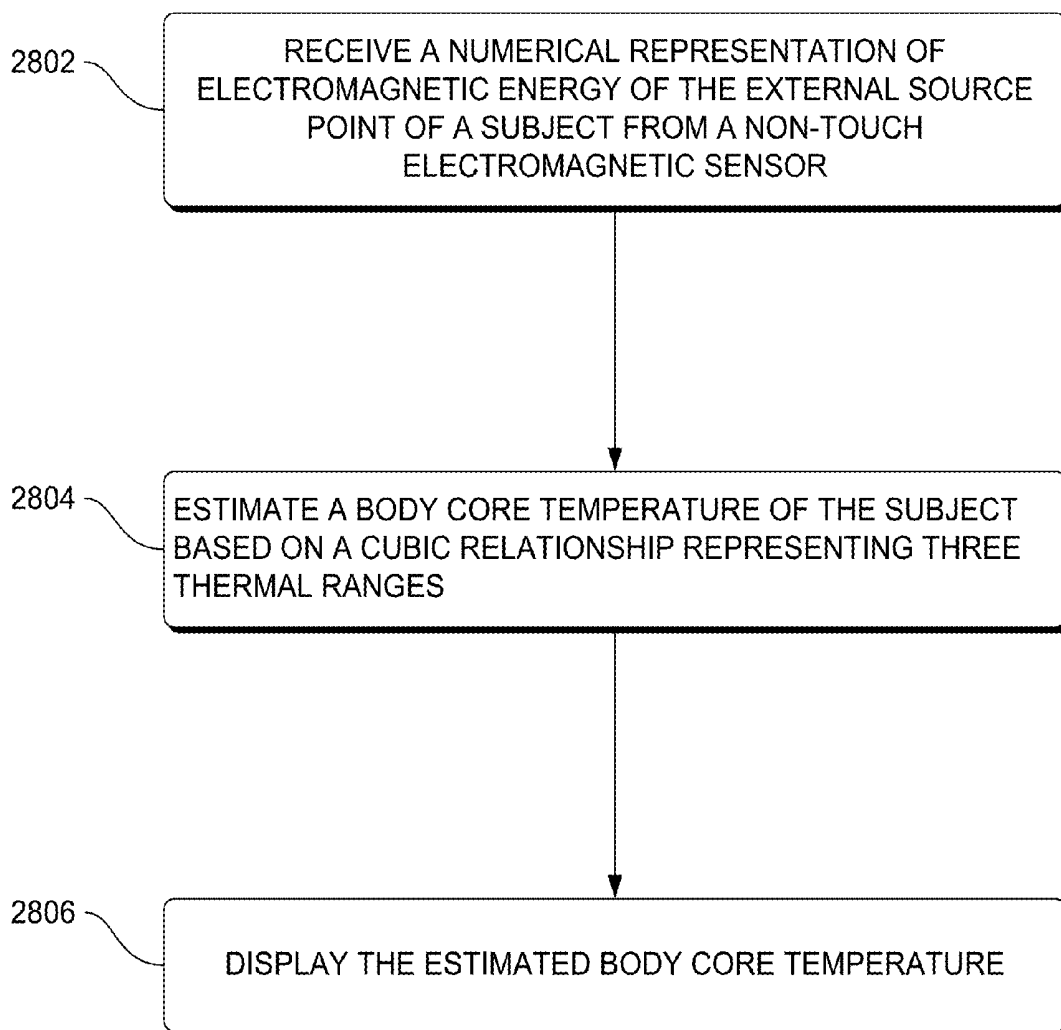 2802
RECEIVE A NUMERICAL REPRESENTATION OF
ELECTROMAGNETIC ENERGY OF THE EXTERNAL SOURCE
POINT OF A SUBJECT FROM A NON-TOUCH
ELECTROMAGNETIC SENSOR
2804
ESTIMATE A BODY CORE TEMPERATURE OF THE SUBJECT
BASED ON A CUBIC RELATIONSHIP REPRESENTING THREE
THERMAL RANGES
2806
DISPLAY THE ESTIMATED BODY CORE TEMPERATURE